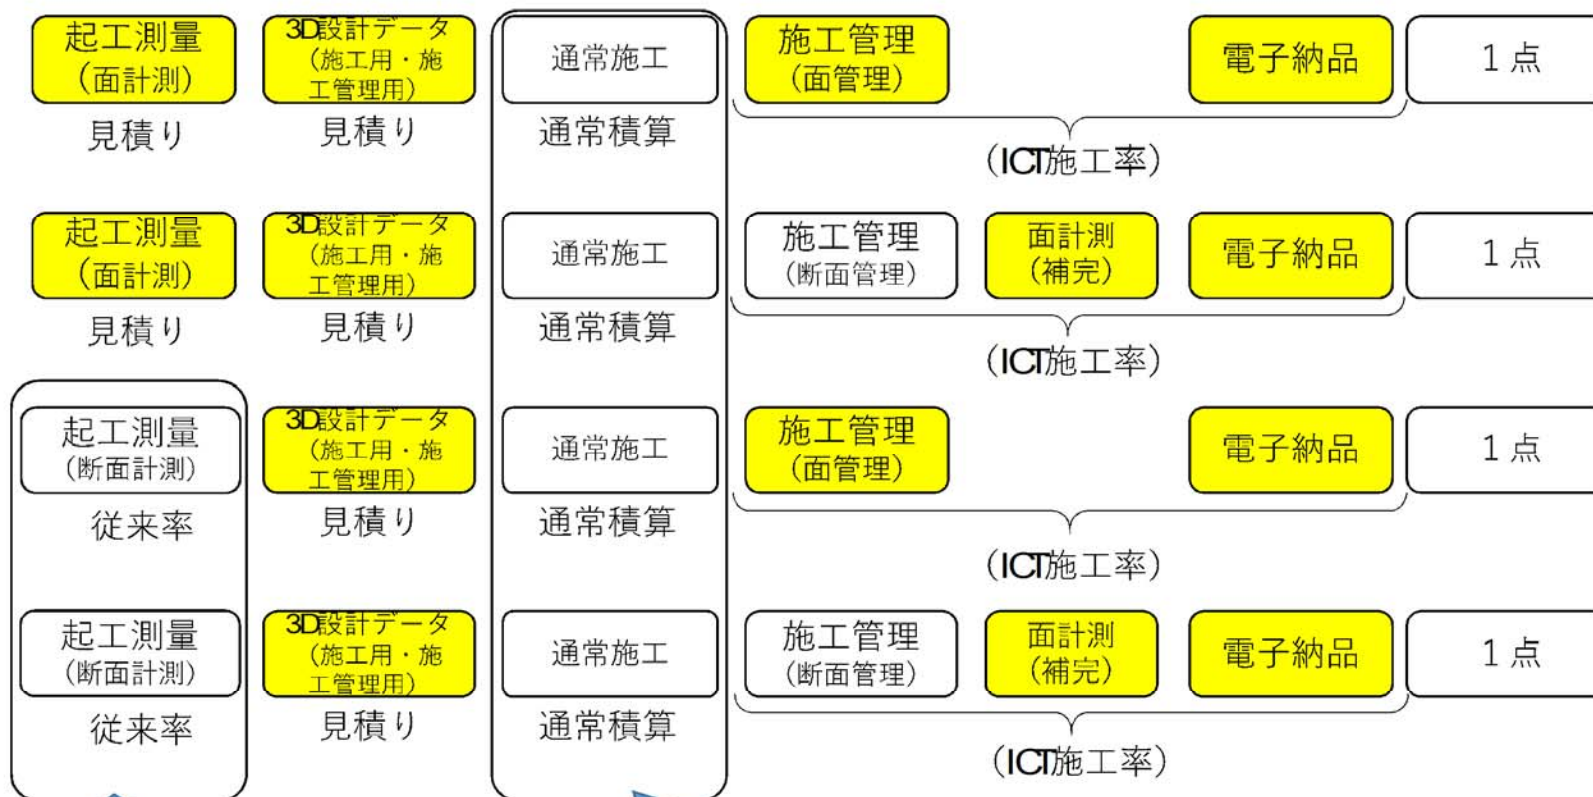 起工測量
(面計測)
3D設計データ
(施工用・施
工管理用)
通常施工
施工管理
(面管理)
電子納品
1点
見積り
見積り
通常積算
(ICT施工率)
起工測量
(面計測)
3D設計データ
(施工用・施
工管理用)
通常施工
施工管理
(断面管理)
面計測
(補完)
電子納品
1点
見積り
見積り
通常積算
(ICT施工率)
起工測量
(断面計測)
3D設計データ
(施工用・施
工管理用)
通常施工
施工管理
(面管理)
電子納品
1点
従来率
見積り
通常積算
(ICT施工率)
起工測量
(断面計測)
3D設計データ
(施工用・施
工管理用)
通常施工
施工管理
(断面管理)
面計測
(補完)
電子納品
1点
従来率
見積り
通常積算
(ICT施工率)